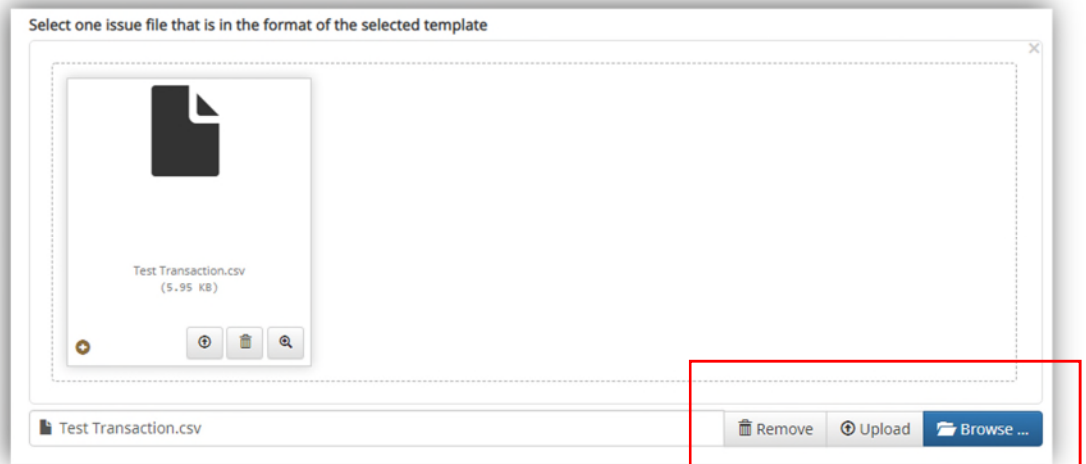 Select one issue file that is in the format of the selected template
Test Transaction.csv
(5.95 KB)
Test Transaction.csv
Remove
Upload
Browse ...